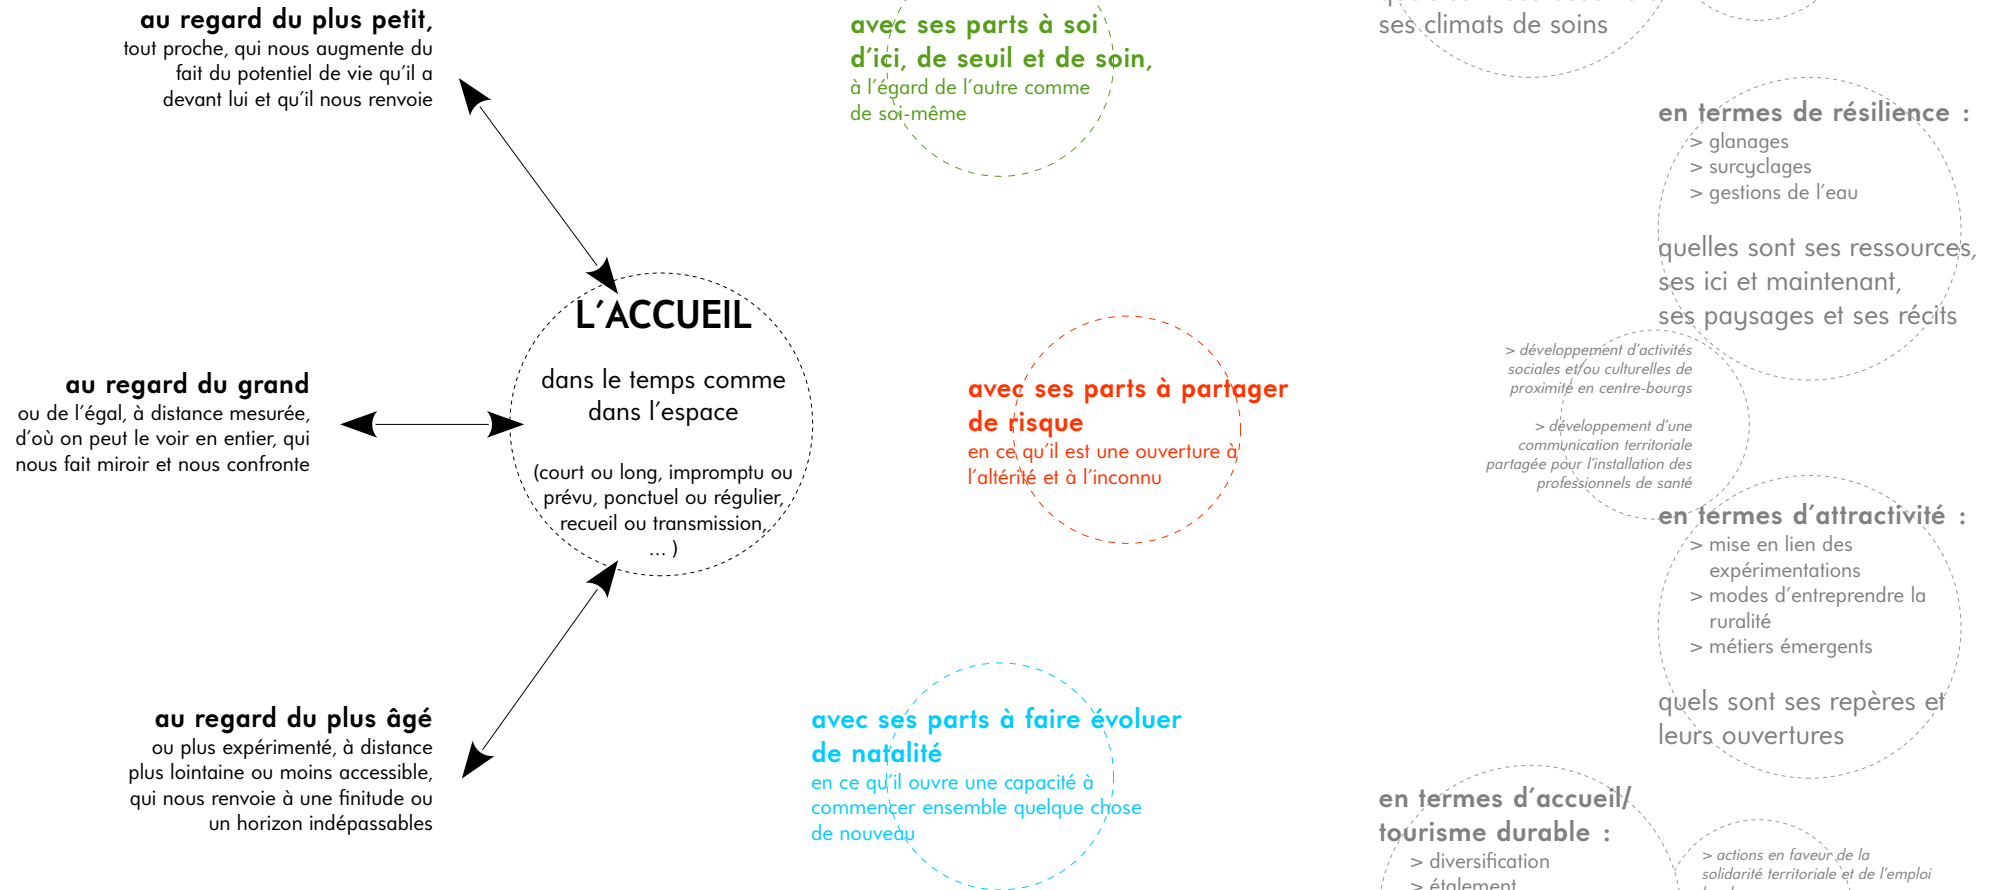 au regard du plus petit,
tout proche, qui nous augmente du
fait du potentiel de vie qu'il a
devant lui et qu'il nous renvoie
au regard du grand
ou de l'égal, à distance mesurée,
d'où on peut le voir en entier, qui
nous fait miroir et nous confronte
au regard du plus âgé
ou plus expérimenté, à distance
plus lointaine ou moins accessible,
qui nous renvoie à une finitude ou
un horizon indépassables
L'ACCUEIL
dans le temps comme
dans l'espace
(court ou long, impromptu ou
prévu, ponctuel ou régulier,
recueil ou transmission,
... )
avec ses parts à soi
d'ici, de seuil et de soin,
à l'égard de l'autre comme
de soi-même
avec ses parts à partager
de risque
en ce qu'il est une ouverture à
l'altérité et à l'inconnu
avec ses parts à faire évoluer
de natalité
en ce qu'il ouvre une capacité à
commencer ensemble quelque chose
de nouveau
ses climats de soins
en termes de résilience :
> glanages
> surcyclages
> gestions de l'eau
quelles sont ses ressources,
ses ici et maintenant,
ses paysages et ses récits
> développement d'activités
sociales et/ou culturelles de
proximité en centre-bourgs
> développement d'une
communication territoriale
partagée pour l'installation des
professionnels de santé
en termes d'attractivité :
> mise en lien des
expérimentations
> modes d'entreprendre la
ruralité
> métiers émergents
quels sont ses repères et
leurs ouvertures
en termes d'accueil/
tourisme durable :
> diversification
> étalement
> actions en faveur de la
solidarité territoriale et de l'emploi